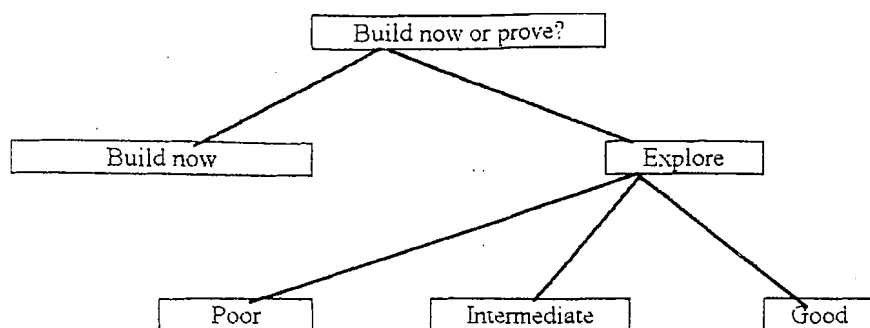 Build now or prove?
Build now
Explore
Poor
Intermediate
Good